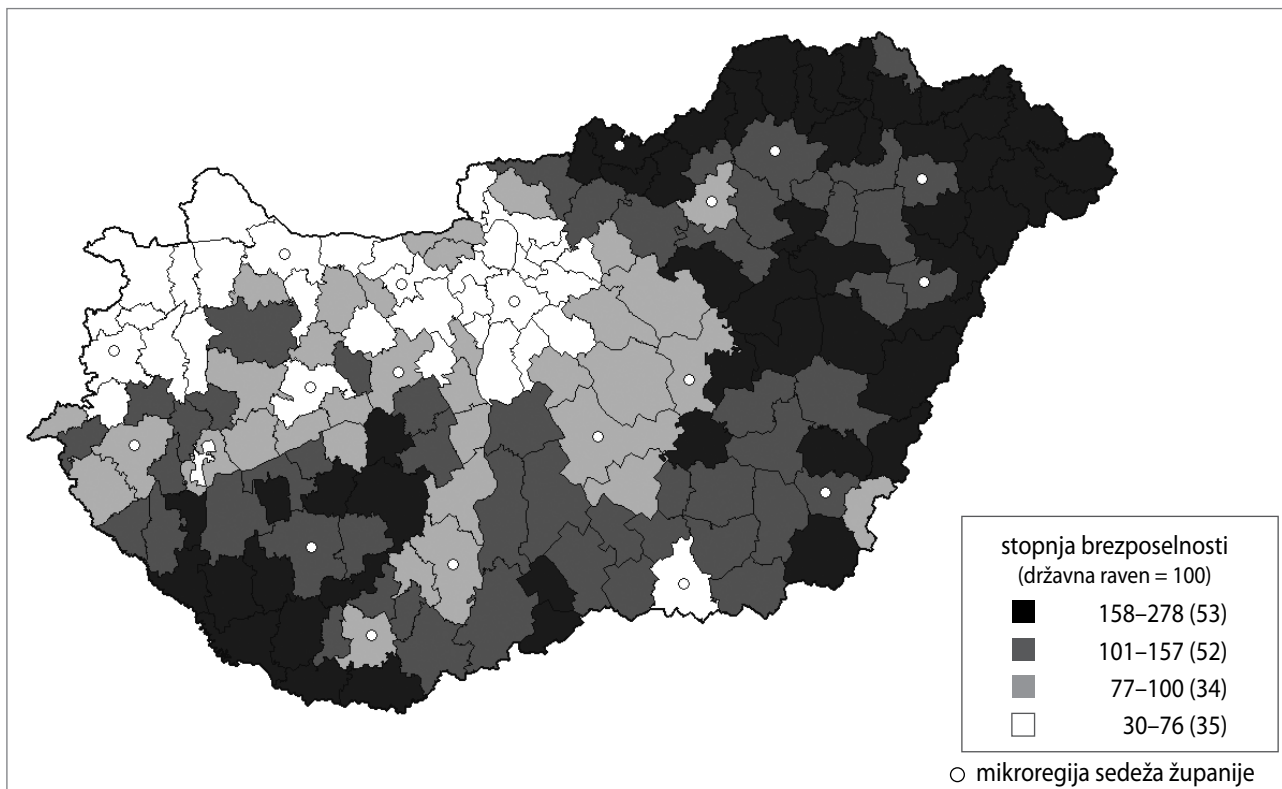 stopnja brezposelnosti
(državna raven = 100)
158–278 (53)
101–157 (52)
77–100 (34)
30–76 (35)
mikroregija sedeža županije